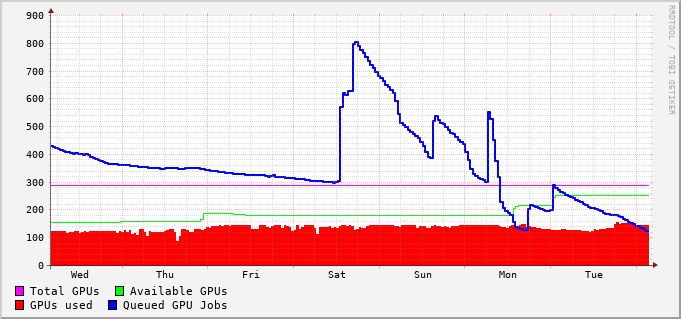 900
800
700
600
500
400
300
200
100
0
Wed Thu Fri Sat Sun Mon Tue
Total GPUs Available GPUs
GPUs used Queued GPU Jobs
RRDTOOL / TOBI OETIKER